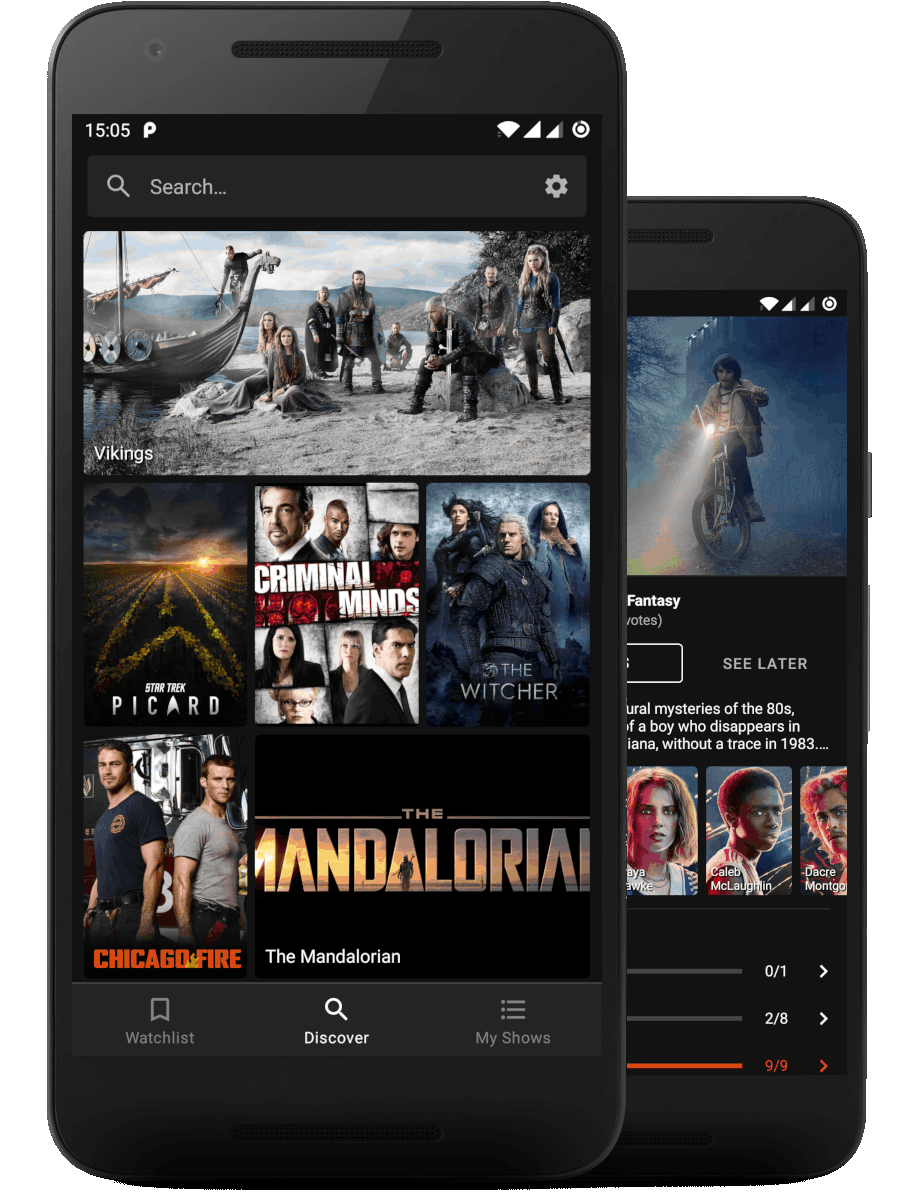 15:05
Search...
Vikings
STAR TREK
PICARD
CRIMINAL
MINDS
THE
WITCHER
CHICAGO FIRE
THE
MANDALORIAN
The Mandalorian
Watchlist
Discover
My Shows
Fantasy
votes)
S
SEE LATER
ural mysteries of the 80s,
of a boy who disappears in
iana, without a trace in 1983....
aya
awke
Caleb
McLaughlin
Dacre
Montgo
0/1
2/8
9/9